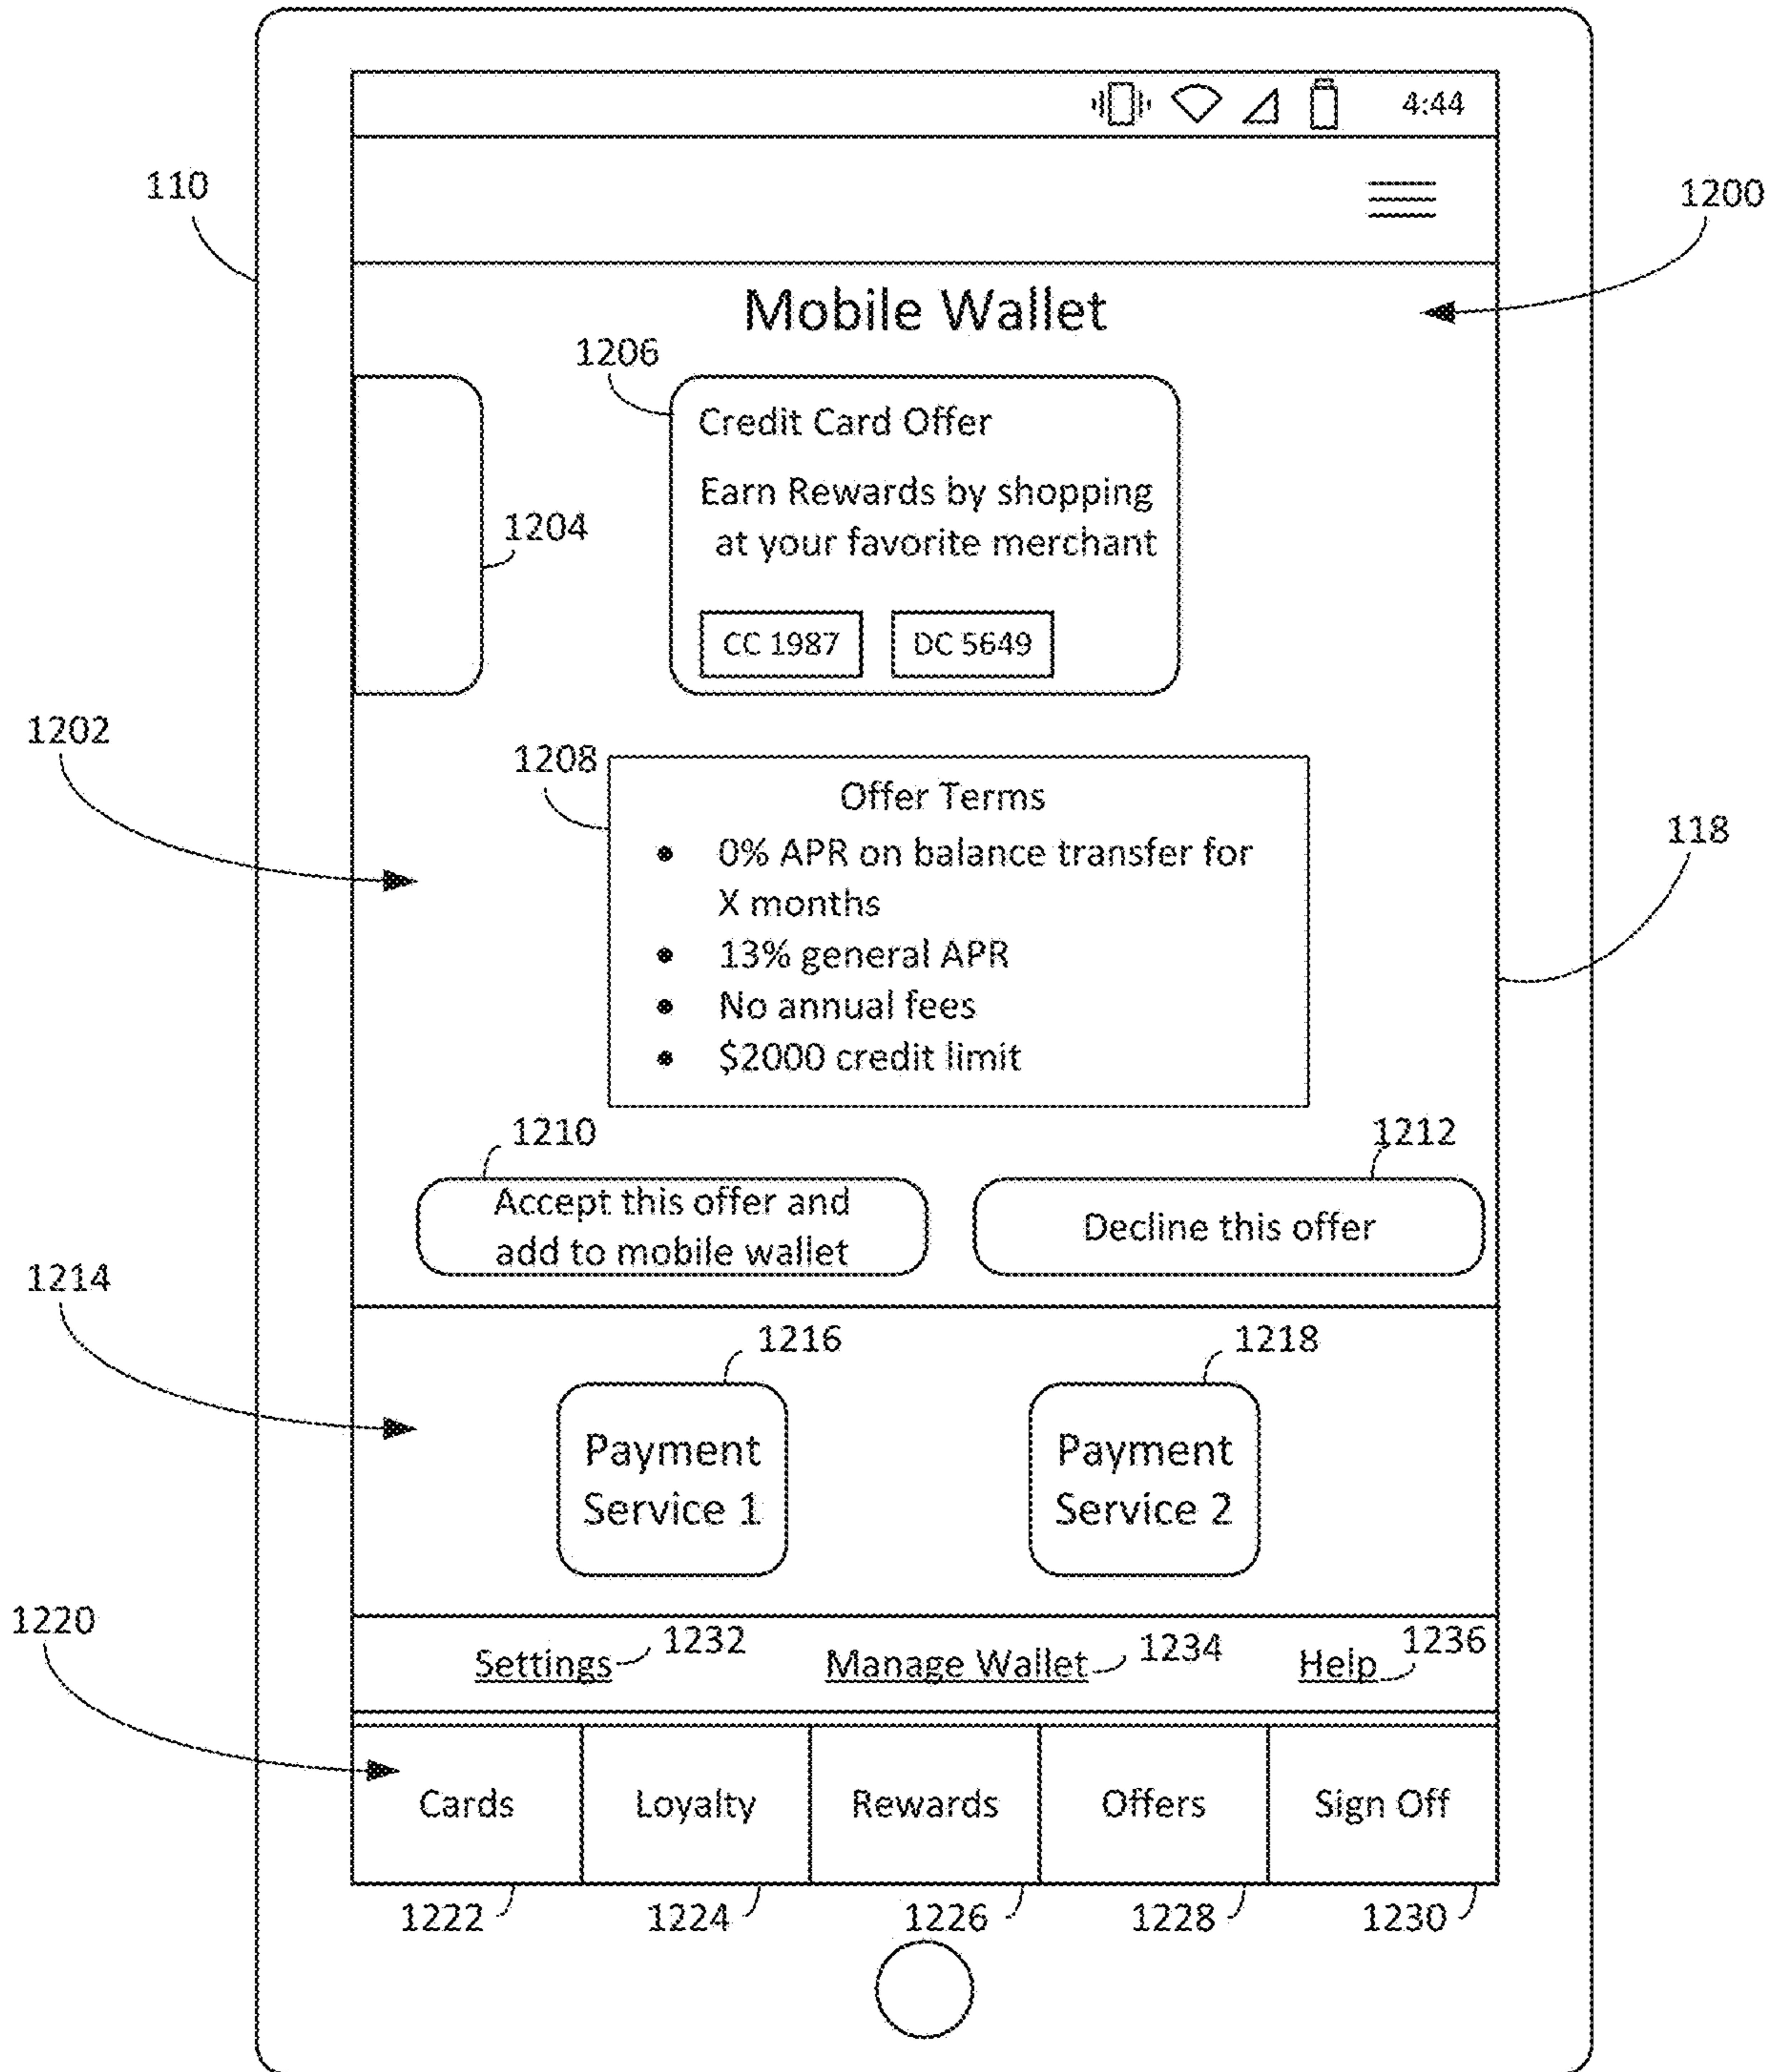 4:44
110
1200
Mobile Wallet
1206
Credit Card Offer
Earn Rewards by shopping
at your favorite merchant
1204
CC 1987
DC 5649
1202
1208
Offer Terms
118
• 0% APR on balance transfer for
X months
• 13% general APR
• No annual fees
• $2000 credit limit
1210
1212
Accept this offer and
add to mobile wallet
Decline this offer
1214
1216
1218
Payment
Service 1
Payment
Service 2
1220
Settings
1232
Manage Wallet
1234
Help
1236
Cards
Loyalty
Rewards
Offers
Sign Off
1222
1224
1226
1228
1230